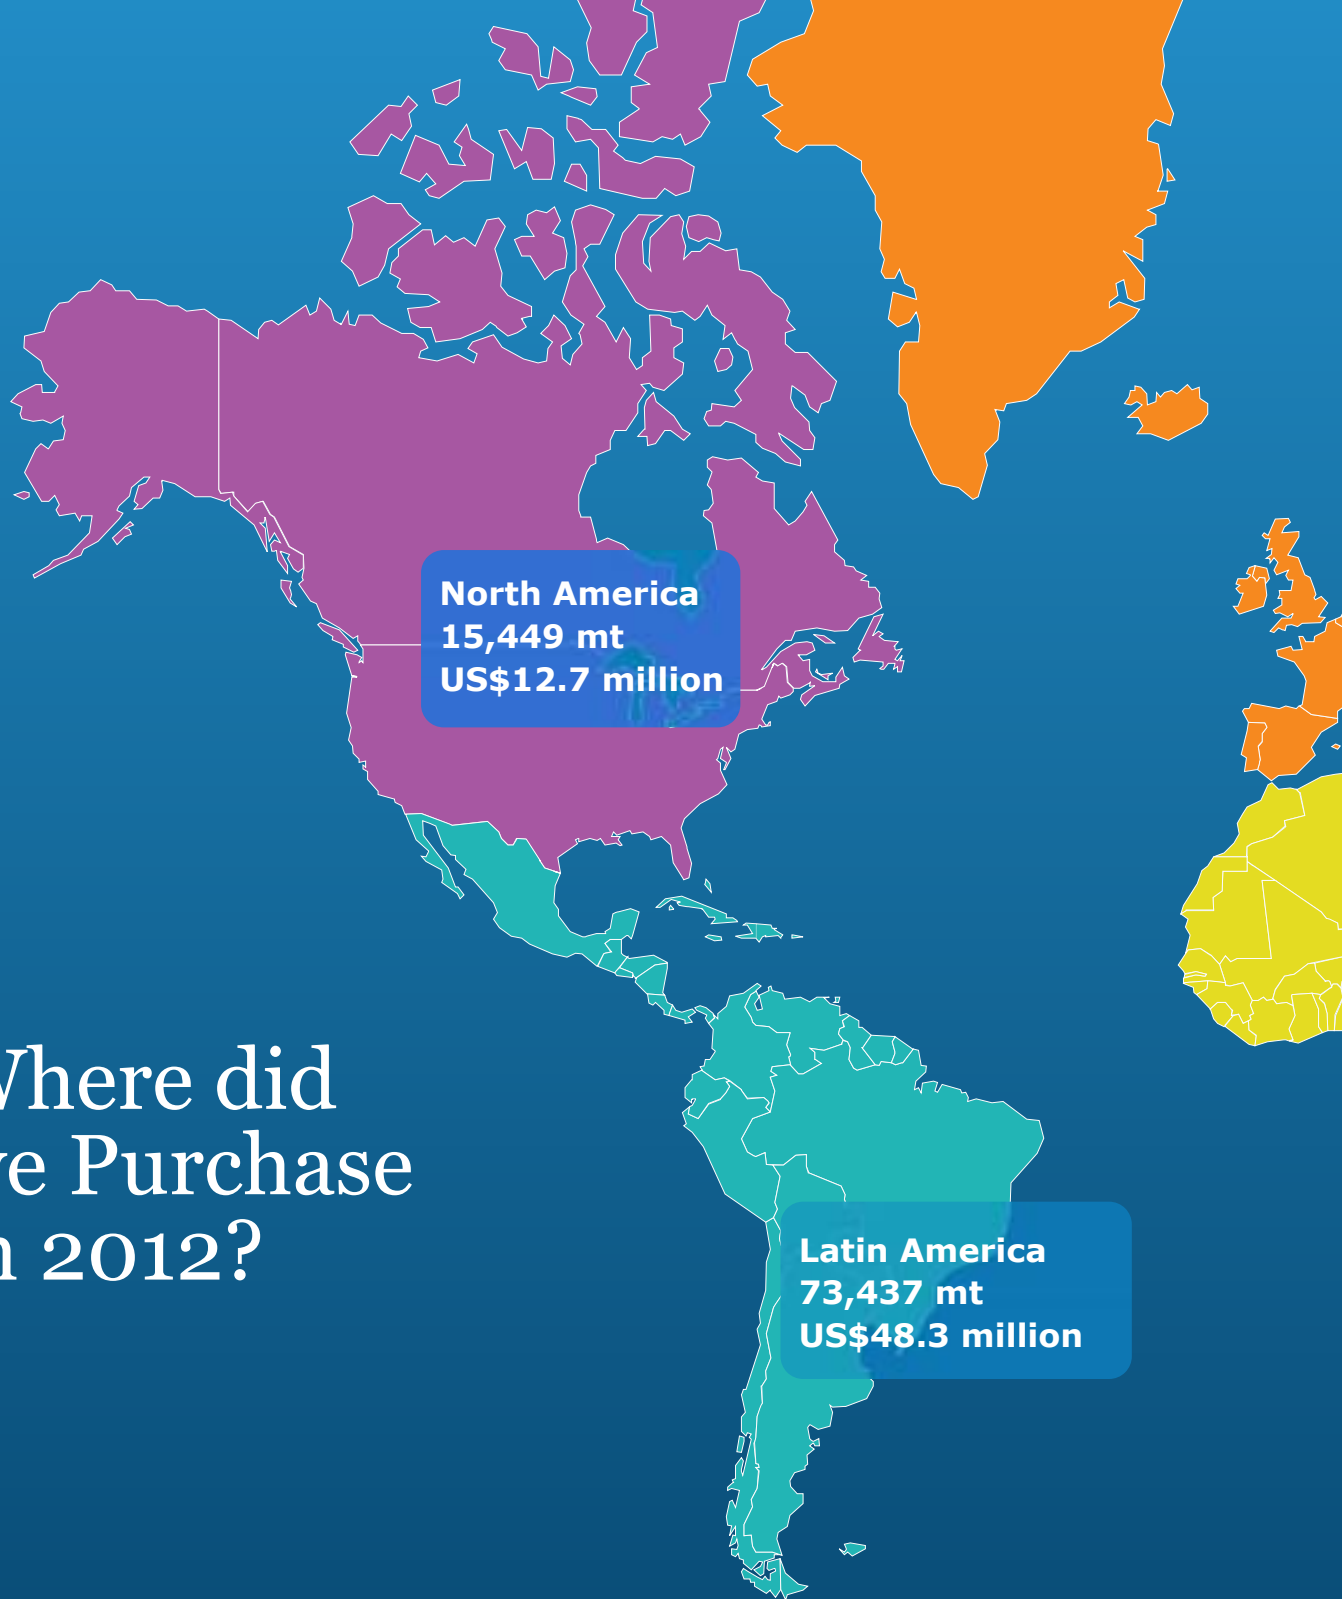 North America
15,449 mt
US$12.7 million
here did
e Purchase
2012?
Latin America
73,437 mt
US$48.3 million